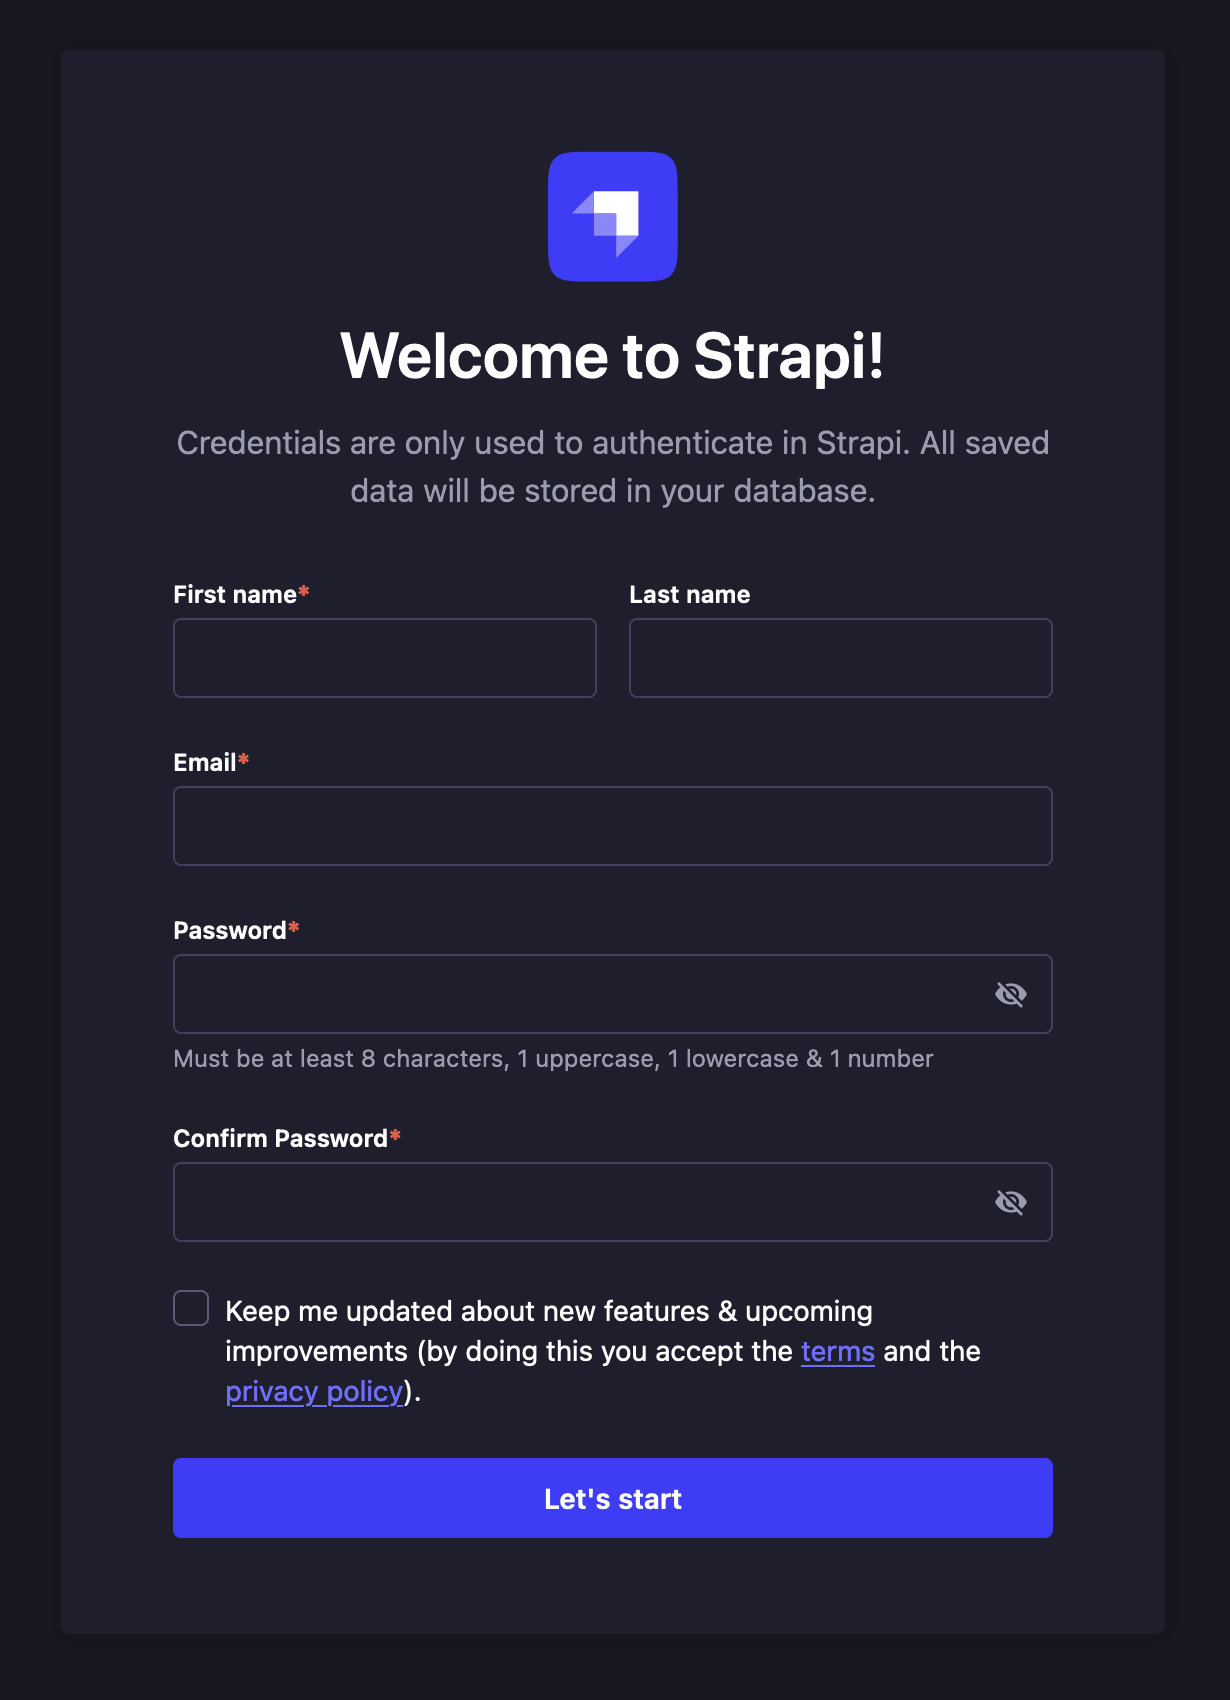 Welcome to Strapi!
Credentials are only used to authenticate in Strapi. All saved
data will be stored in your database.
First name*
Last name
Email*
Password*
Must be at least 8 characters, 1 uppercase, 1 lowercase & 1 number
Confirm Password*
Keep me updated about new features & upcoming
improvements (by doing this you accept the terms and the
privacy policy).
Let's start